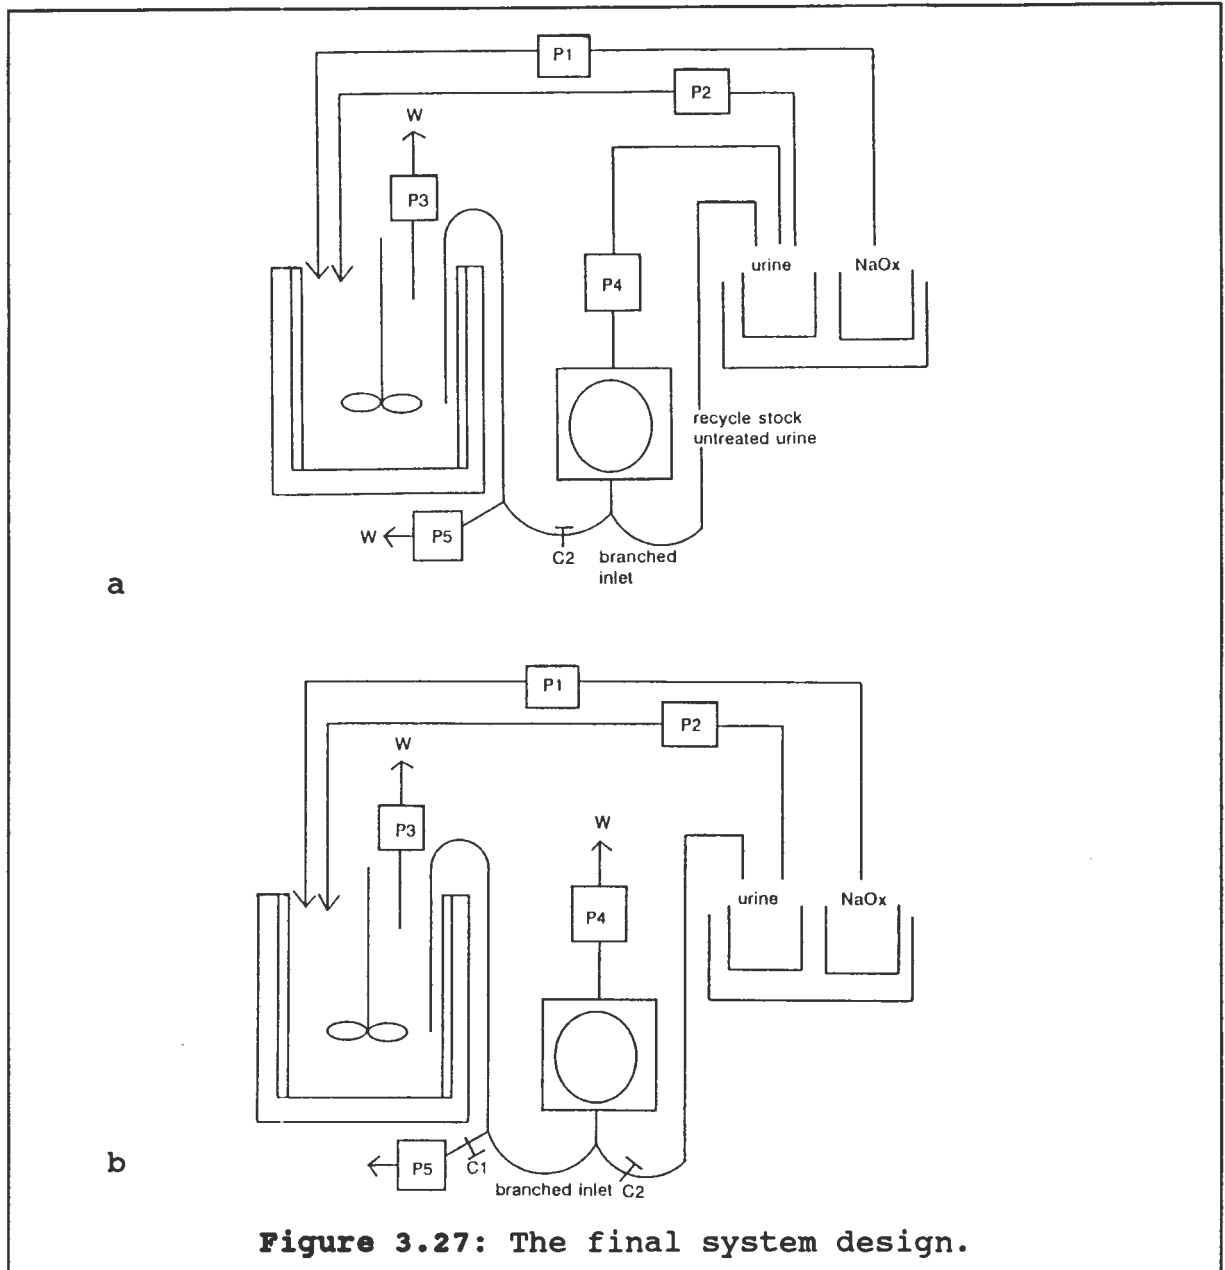 P1
P2
W
P3
urine
NaOx
P4
recycle stock
untreated urine
W
P5
C2
branched
inlet
a
P1
P2
W
P3
W
urine
NaOx
P4
P5
C1
branched inlet
C2
b
Figure 3.27: The final system design.